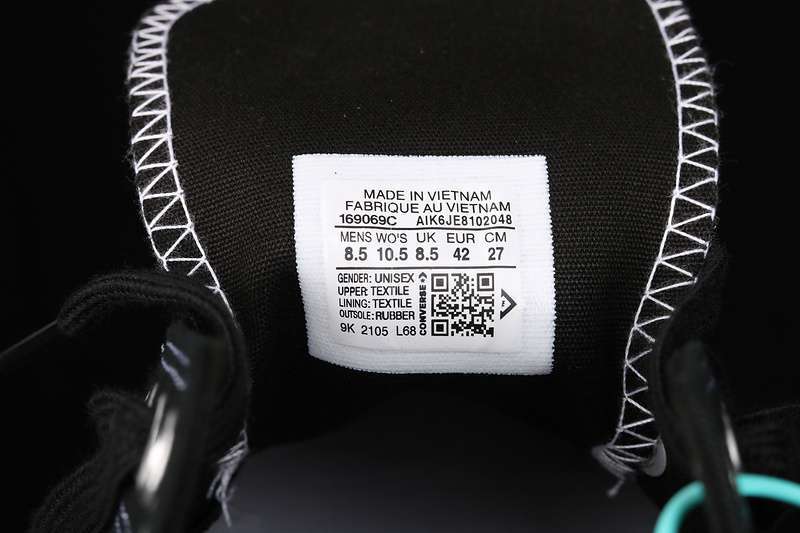 MADE IN VIETNAM
FABRIQUE AU VIETNAM
169069C AIK6JE8102048
MENS WO'S UK EUR CM
8.5 10.5 8.5 42 27
GENDER: UNISEX
UPPER: TEXTILE
LINING: TEXTILE
OUTSOLE: RUBBER
9K 2105 L68
CONVERSE